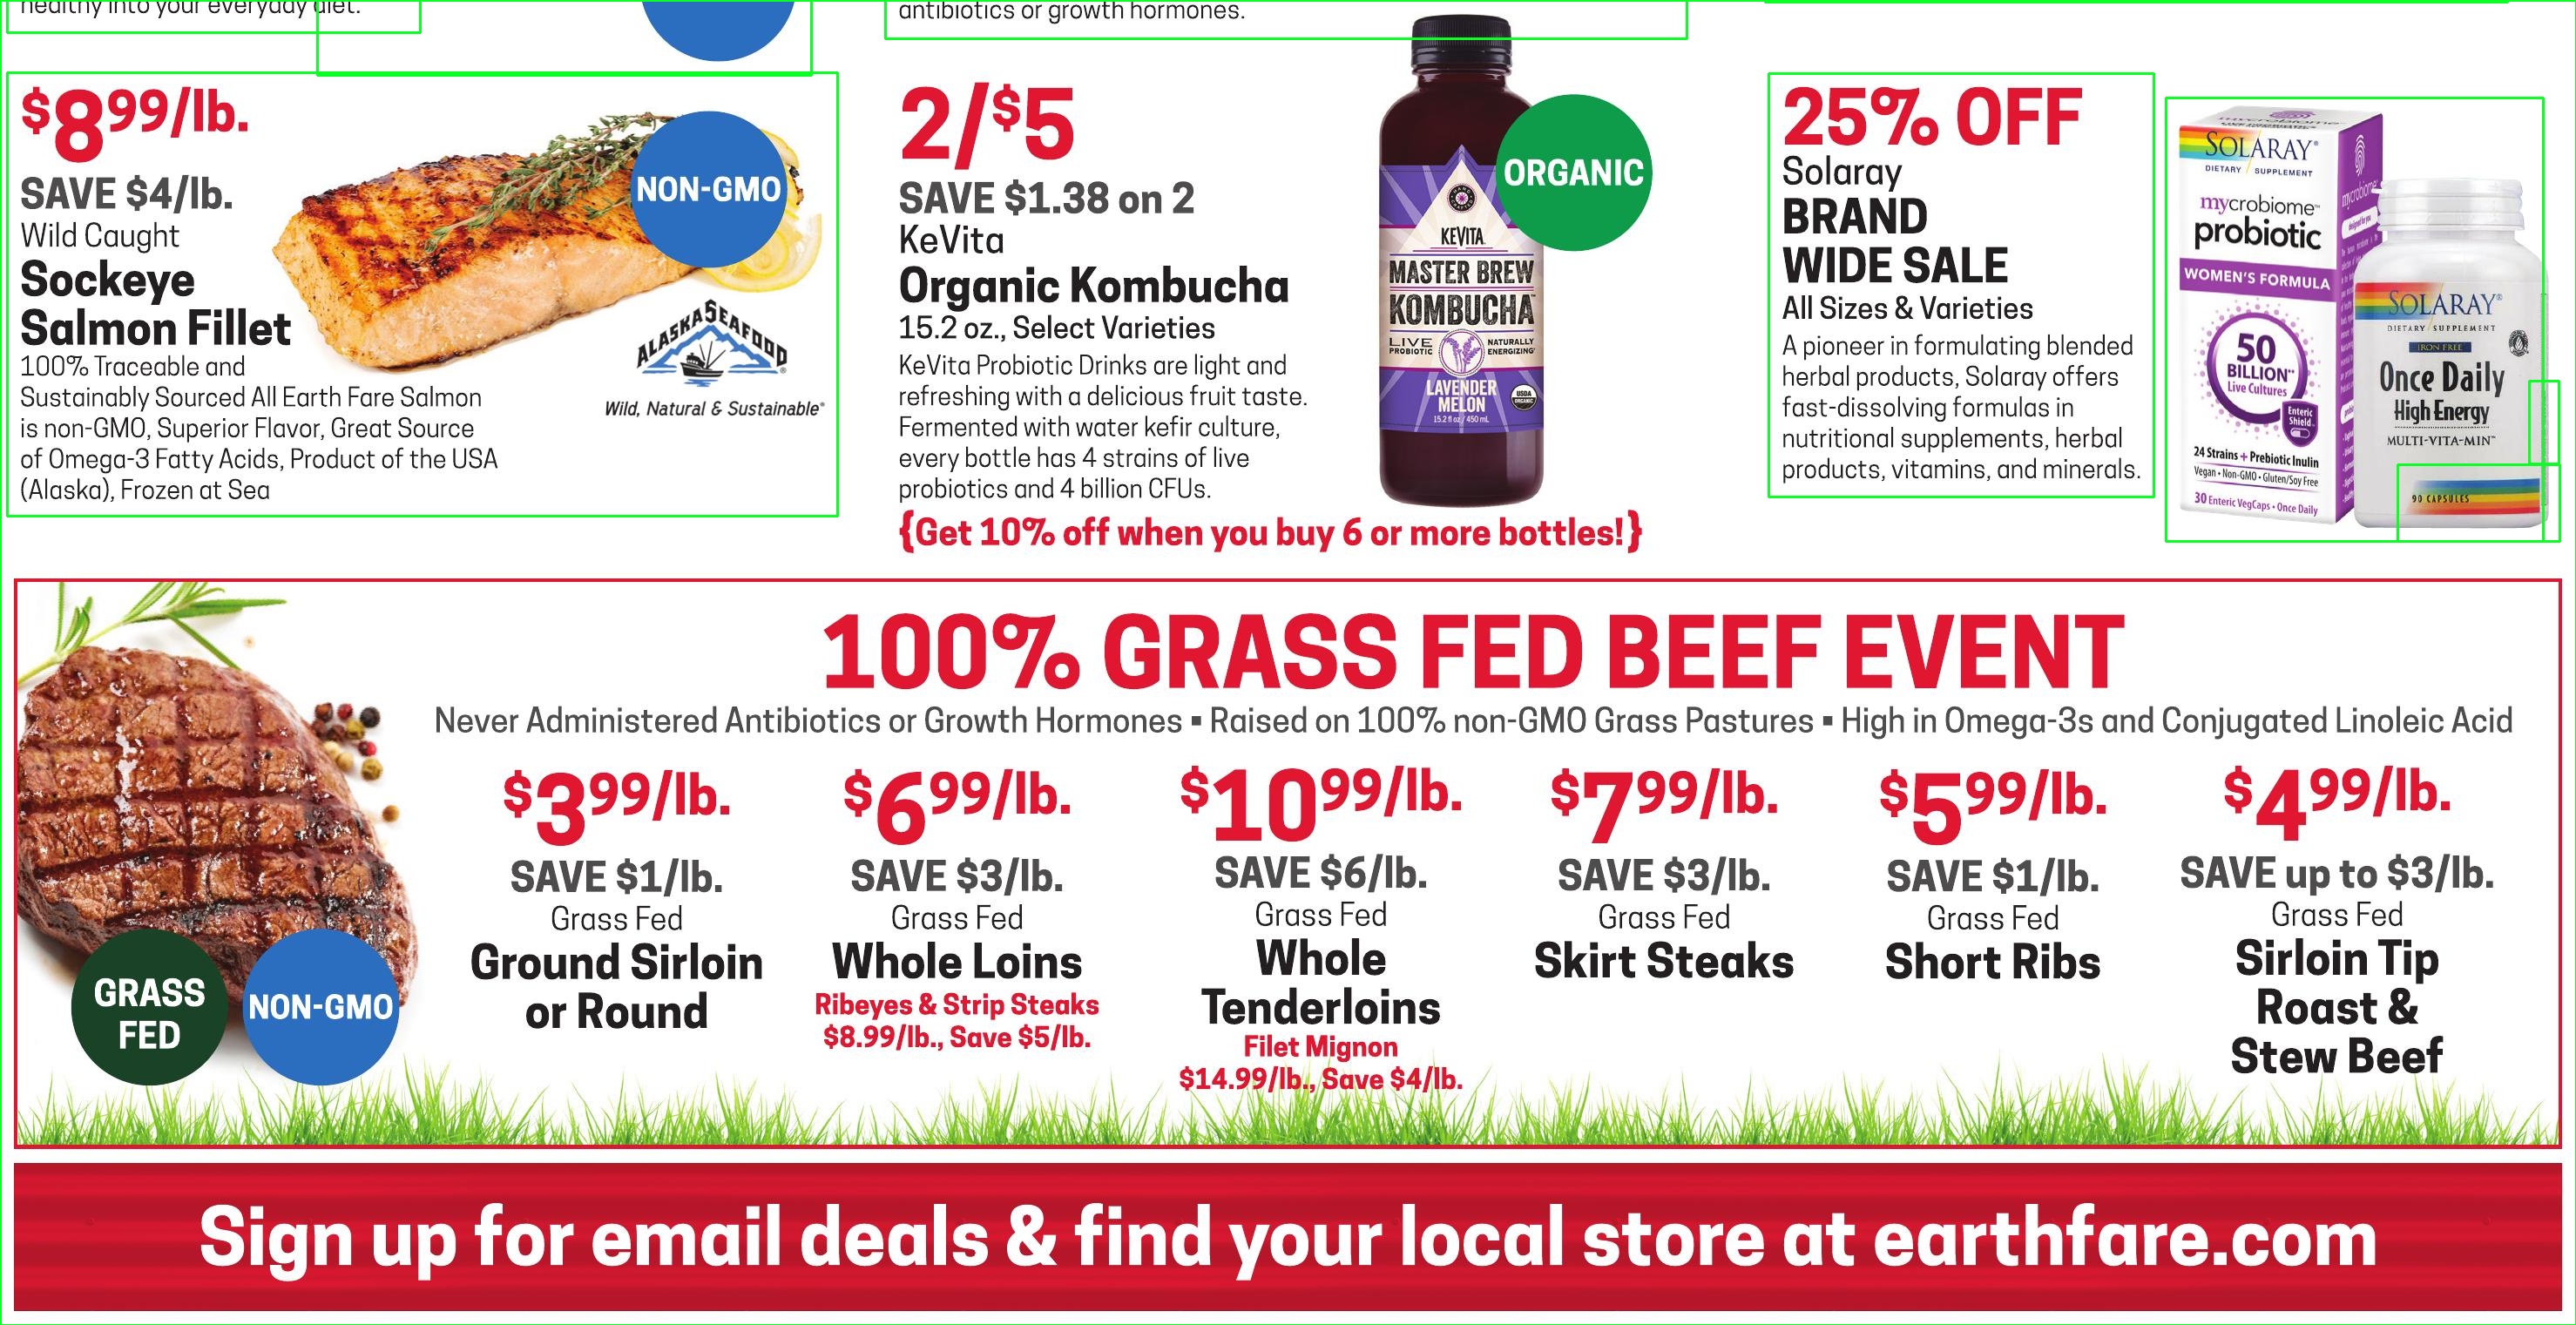 healthy into your everyday diet.
antibiotics or growth hormones.
$8 99/lb.
SAVE $4/lb.
Wild Caught
Sockeye
Salmon Fillet
100% Traceable and
Sustainably Sourced All Earth Fare Salmon
is non-GMO, Superior Flavor, Great Source
of Omega-3 Fatty Acids, Product of the USA
(Alaska), Frozen at Sea
NON-GMO
ALASKA SEAFOOD®
Wild, Natural & Sustainable®
2/$5
SAVE $1.38 on 2
KeVita
Organic Kombucha
15.2 oz., Select Varieties
KeVita Probiotic Drinks are light and
refreshing with a delicious fruit taste.
Fermented with water kefir culture,
every bottle has 4 strains of live
probiotics and 4 billion CFUs.
{Get 10% off when you buy 6 or more bottles!}
ORGANIC
KEVITA
MASTER BREW
KOMBUCHA
LIVE PROBIOTIC
NATURALLY ENERGIZING
LAVENDER
MELON
USDA ORGANIC
15.2 fl oz / 450 mL
25% OFF
Solaray
BRAND
WIDE SALE
All Sizes & Varieties
A pioneer in formulating blended
herbal products, Solaray offers
fast-dissolving formulas in
nutritional supplements, herbal
products, vitamins, and minerals.
SOLARAY®
DIETARY SUPPLEMENT
mycrobiome™
probiotic
WOMEN'S FORMULA
50
BILLION**
Live Cultures
Enteric
Shield
24 Strains + Prebiotic Inulin
Vegan • Non-GMO • Gluten/Soy Free
30 Enteric VegCaps • Once Daily
SOLARAY®
DIETARY SUPPLEMENT
IRON FREE
Once Daily
High Energy
MULTI-VITA-MIN™
90 CAPSULES
100% GRASS FED BEEF EVENT
Never Administered Antibiotics or Growth Hormones ▪ Raised on 100% non-GMO Grass Pastures ▪ High in Omega-3s and Conjugated Linoleic Acid
GRASS
FED
NON-GMO
$3 99/lb.
SAVE $1/lb.
Grass Fed
Ground Sirloin
or Round
$6 99/lb.
SAVE $3/lb.
Grass Fed
Whole Loins
Ribeyes & Strip Steaks
$8.99/lb., Save $5/lb.
$10 99/lb.
SAVE $6/lb.
Grass Fed
Whole
Tenderloins
Filet Mignon
$14.99/lb., Save $4/lb.
$7 99/lb.
SAVE $3/lb.
Grass Fed
Skirt Steaks
$5 99/lb.
SAVE $1/lb.
Grass Fed
Short Ribs
$4 99/lb.
SAVE up to $3/lb.
Grass Fed
Sirloin Tip
Roast &
Stew Beef
Sign up for email deals & find your local store at earthfare.com